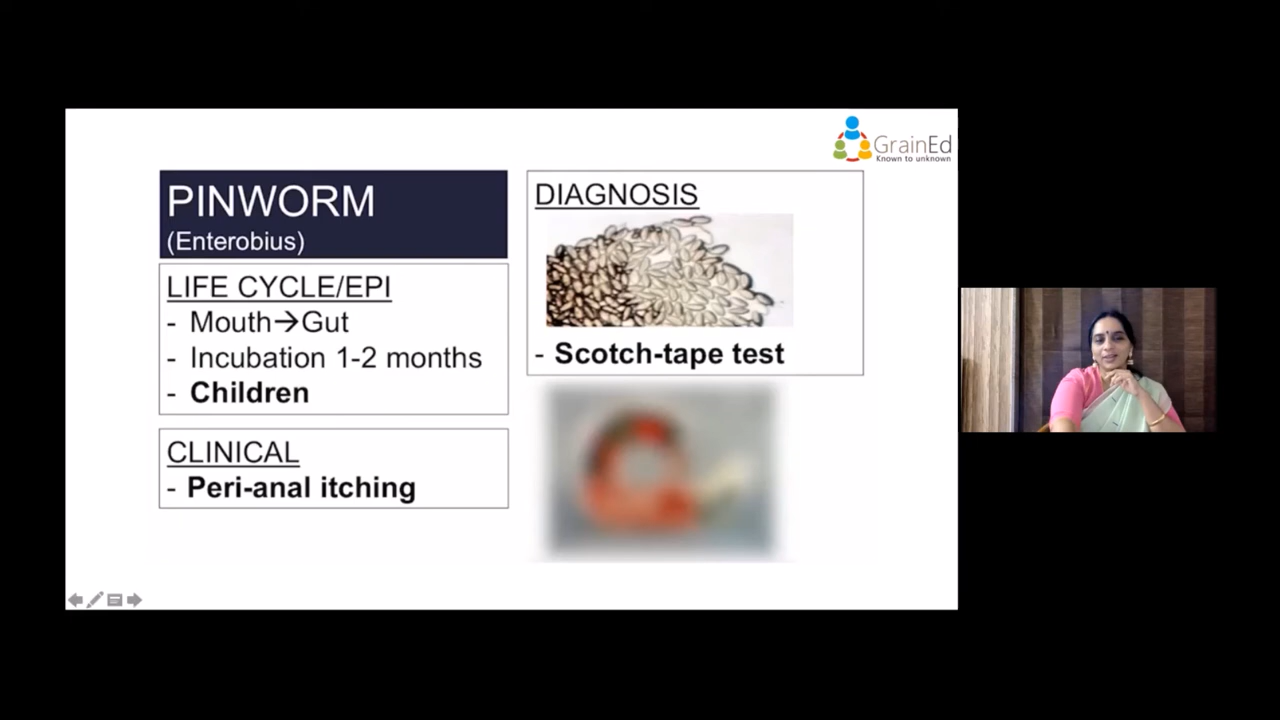 GrainEd
Known to unknown
PINWORM
(Enterobius)
LIFE CYCLE/EPI
- Mouth→Gut
- Incubation 1-2 months
- Children
CLINICAL
- Peri-anal itching
DIAGNOSIS
- Scotch-tape test